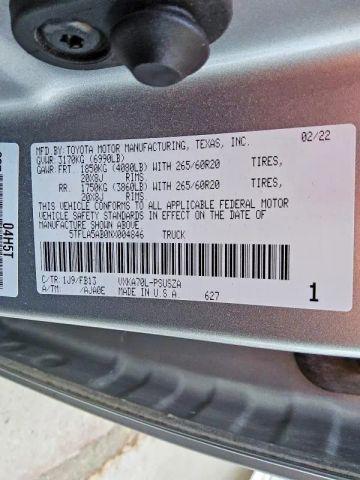 MFD.BY: TOYOTA MOTOR MANUFACTURING, TEXAS, INC. 02/22
GVWR: 3170KG (6990LB)
GAWR: FRT. 1850KG (4080LB) WITH 265/60R20 TIRES,
20X8J RIMS.
RR. 1750KG (3860LB) WITH 265/60R20 TIRES,
20X8J RIMS.
THIS VEHICLE CONFORMS TO ALL APPLICABLE FEDERAL MOTOR
VEHICLE SAFETY STANDARDS IN EFFECT ON THE DATE OF
MANUFACTURE SHOWN ABOVE.
5TFLA5AB0NX004846 TRUCK
C/TR: 1J9/FB13 VXKA70L-PSUSZA
A/TM: /AJA0E MADE IN U.S.A 627 1
04H5T